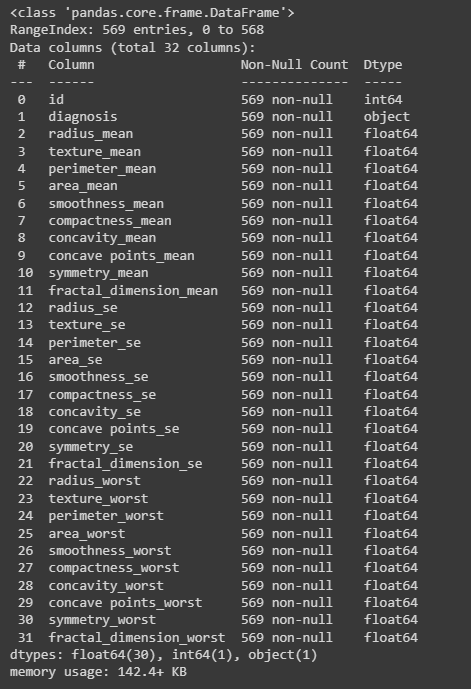 <class 'pandas.core.frame.DataFrame'>
RangeIndex: 569 entries, 0 to 568
Data columns (total 32 columns):
 #   Column                   Non-Null Count  Dtype
---  ------                   --------------  -----
 0   id                       569 non-null    int64
 1   diagnosis                569 non-null    object
 2   radius_mean              569 non-null    float64
 3   texture_mean             569 non-null    float64
 4   perimeter_mean           569 non-null    float64
 5   area_mean                569 non-null    float64
 6   smoothness_mean          569 non-null    float64
 7   compactness_mean         569 non-null    float64
 8   concavity_mean           569 non-null    float64
 9   concave points_mean      569 non-null    float64
 10  symmetry_mean            569 non-null    float64
 11  fractal_dimension_mean   569 non-null    float64
 12  radius_se                569 non-null    float64
 13  texture_se               569 non-null    float64
 14  perimeter_se             569 non-null    float64
 15  area_se                  569 non-null    float64
 16  smoothness_se            569 non-null    float64
 17  compactness_se           569 non-null    float64
 18  concavity_se             569 non-null    float64
 19  concave points_se        569 non-null    float64
 20  symmetry_se              569 non-null    float64
 21  fractal_dimension_se     569 non-null    float64
 22  radius_worst             569 non-null    float64
 23  texture_worst            569 non-null    float64
 24  perimeter_worst          569 non-null    float64
 25  area_worst               569 non-null    float64
 26  smoothness_worst         569 non-null    float64
 27  compactness_worst        569 non-null    float64
 28  concavity_worst          569 non-null    float64
 29  concave points_worst     569 non-null    float64
 30  symmetry_worst           569 non-null    float64
 31  fractal_dimension_worst  569 non-null    float64
dtypes: float64(30), int64(1), object(1)
memory usage: 142.4+ KB